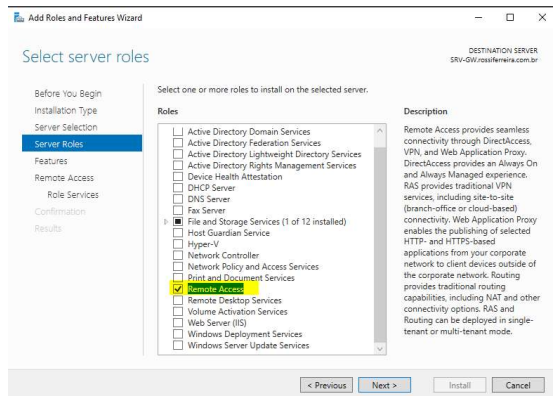 Add Roles and Features Wizard
Select server roles
DESTINATION SERVER
SRV-GW.rossiferreira.com.br
Before You Begin
Installation Type
Server Selection
Server Roles
Features
Remote Access
Role Services
Confirmation
Results
Select one or more roles to install on the selected server.
Roles
Active Directory Domain Services
Active Directory Federation Services
Active Directory Lightweight Directory Services
Active Directory Rights Management Services
Device Health Attestation
DHCP Server
DNS Server
Fax Server
File and Storage Services (1 of 12 installed)
Host Guardian Service
Hyper-V
Network Controller
Network Policy and Access Services
Print and Document Services
Remote Access
Remote Desktop Services
Volume Activation Services
Web Server (IIS)
Windows Deployment Services
Windows Server Update Services
Description
Remote Access provides seamless
connectivity through DirectAccess,
VPN, and Web Application Proxy.
DirectAccess provides an Always On
and Always Managed experience.
RAS provides traditional VPN
services, including site-to-site
(branch-office or cloud-based)
connectivity. Web Application Proxy
enables the publishing of selected
HTTP- and HTTPS-based
applications from your corporate
network to client devices outside of
the corporate network. Routing
provides traditional routing
capabilities, including NAT and other
connectivity options. RAS and
Routing can be deployed in single-
tenant or multi-tenant mode.
< Previous
Next >
Install
Cancel